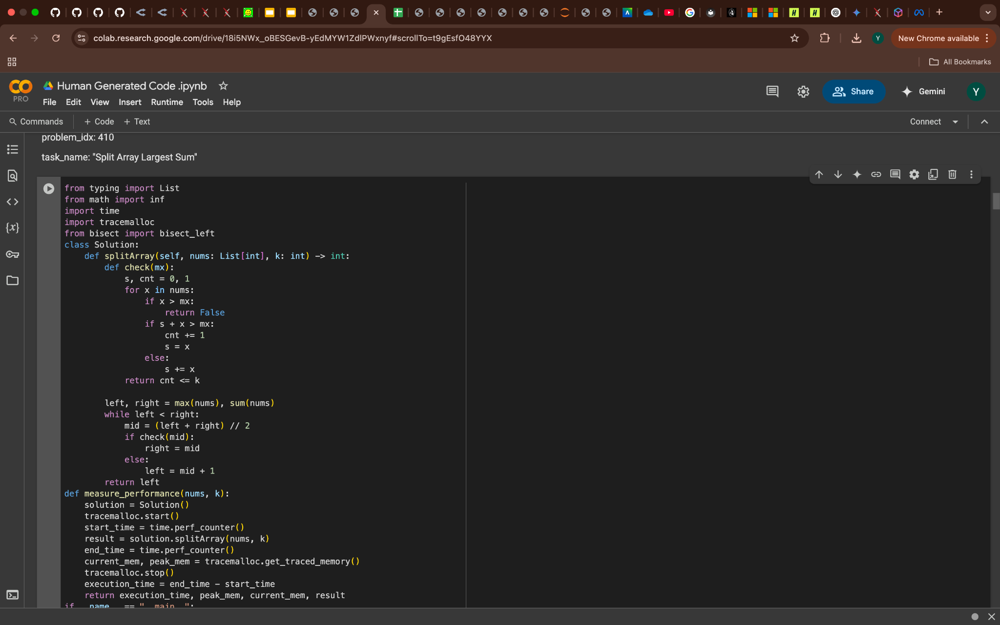 colab.research.google.com/drive/18i5NWx_oBESGevB-yEdMYW1ZdlPWxnyf#scrollTo=t9gEsfO48YYX
Y
New Chrome available
All Bookmarks
PRO
Human Generated Code .ipynb
File Edit View Insert Runtime Tools Help
Share
Gemini
Y
Commands
+ Code
+ Text
Connect
problem_idx: 410
task_name: "Split Array Largest Sum"
from typing import List
from math import inf
import time
import tracemalloc
from bisect import bisect_left
class Solution:
    def splitArray(self, nums: List[int], k: int) -> int:
        def check(mx):
            s, cnt = 0, 1
            for x in nums:
                if x > mx:
                    return False
                if s + x > mx:
                    cnt += 1
                    s = x
                else:
                    s += x
            return cnt <= k

        left, right = max(nums), sum(nums)
        while left < right:
            mid = (left + right) // 2
            if check(mid):
                right = mid
            else:
                left = mid + 1
        return left
def measure_performance(nums, k):
    solution = Solution()
    tracemalloc.start()
    start_time = time.perf_counter()
    result = solution.splitArray(nums, k)
    end_time = time.perf_counter()
    current_mem, peak_mem = tracemalloc.get_traced_memory()
    tracemalloc.stop()
    execution_time = end_time - start_time
    return execution_time, peak_mem, current_mem, result
if __name__ == "__main__":